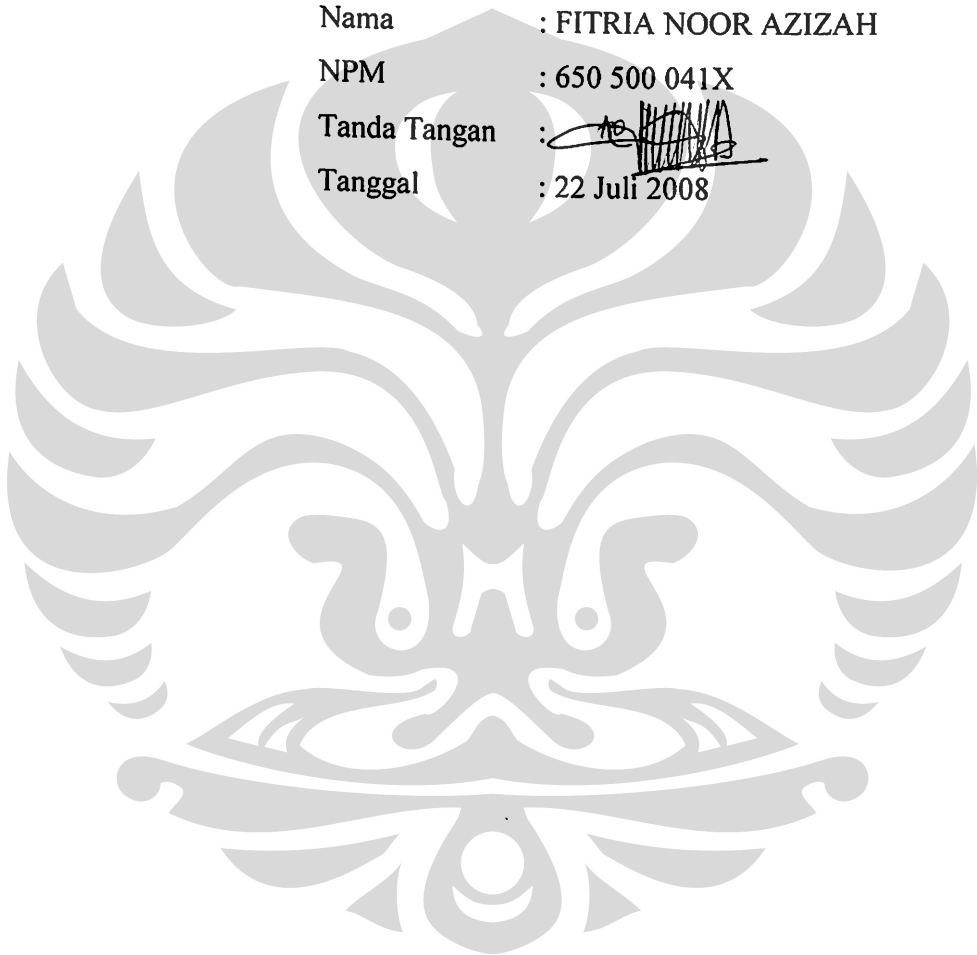 Nama : FITRIA NOOR AZIZAH
NPM : 650 500 041X
Tanda Tangan :
Tanggal : 22 Juli 2008